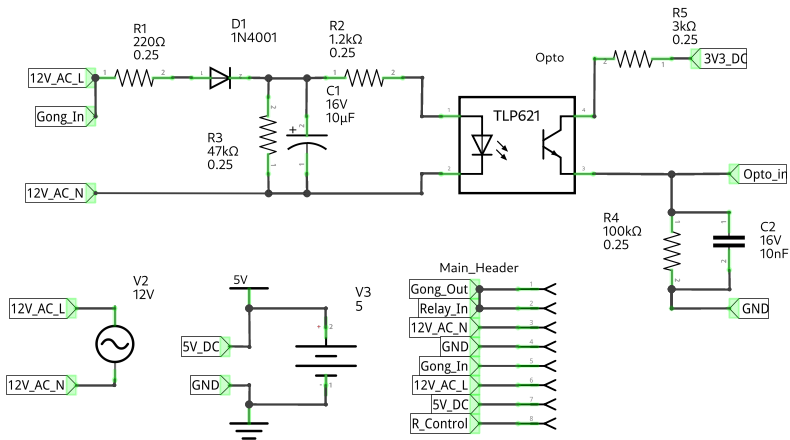 R1
220Ω
0.25
D1
1N4001
R2
1.2kΩ
0.25
R5
3kΩ
0.25
3V3_DC
Opto
12V_AC_L
Gong_In
TLP621
R3
47kΩ
0.25
C1
16V
10µF
12V_AC_N
Opto_in
R4
100kΩ
0.25
C2
16V
10nF
GND
V2
12V
12V_AC_L
12V_AC_N
5V
V3
5
5V_DC
GND
Main_Header
Gong_Out 1
Relay_In 2
12V_AC_N 3
GND 4
Gong_In 5
12V_AC_L 6
5V_DC 7
R_Control 8